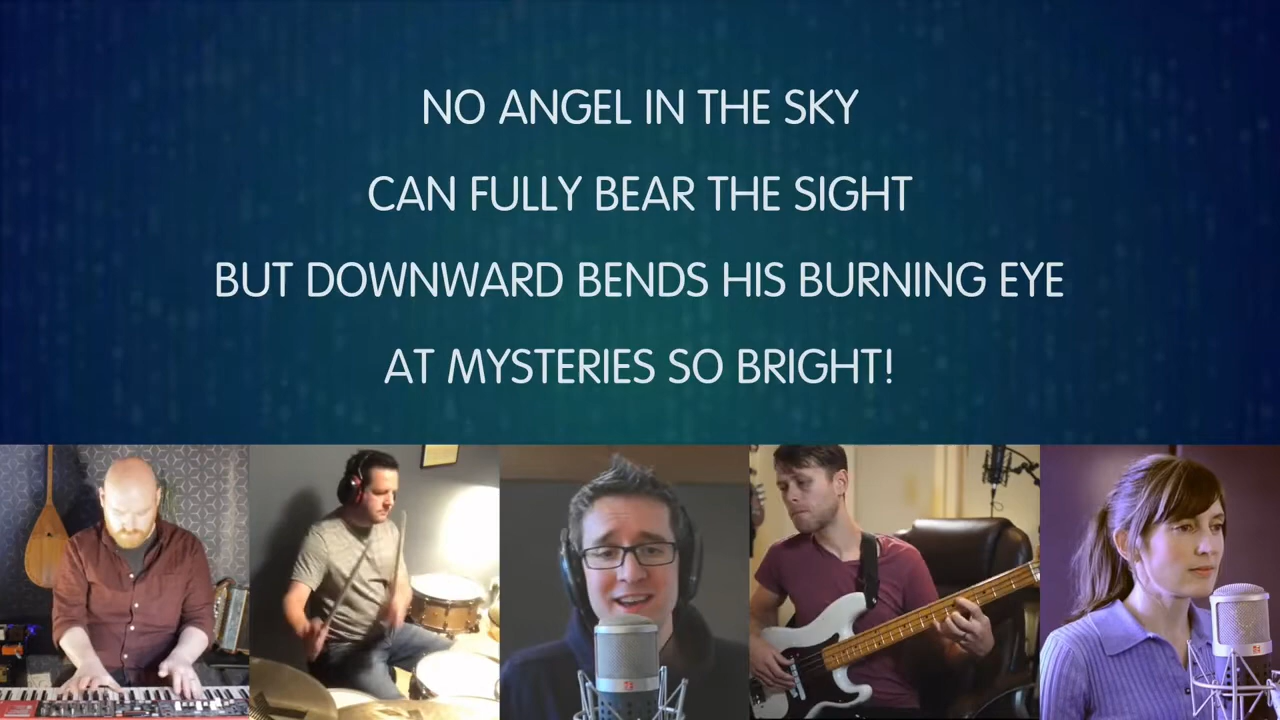 NO ANGEL IN THE SKY
CAN FULLY BEAR THE SIGHT
BUT DOWNWARD BENDS HIS BURNING EYE
AT MYSTERIES SO BRIGHT!